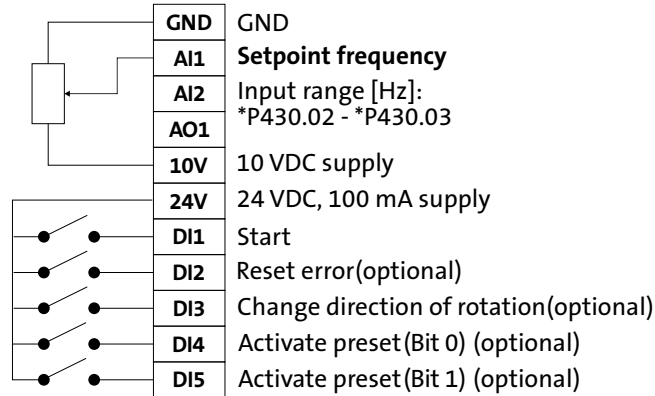 GND GND
AI1 Setpoint frequency
AI2 Input range [Hz]:
*P430.02 - *P430.03
AO1
10V 10 VDC supply
24V 24 VDC, 100 mA supply
DI1 Start
DI2 Reset error(optional)
DI3 Change direction of rotation(optional)
DI4 Activate preset(Bit 0) (optional)
DI5 Activate preset(Bit 1) (optional)